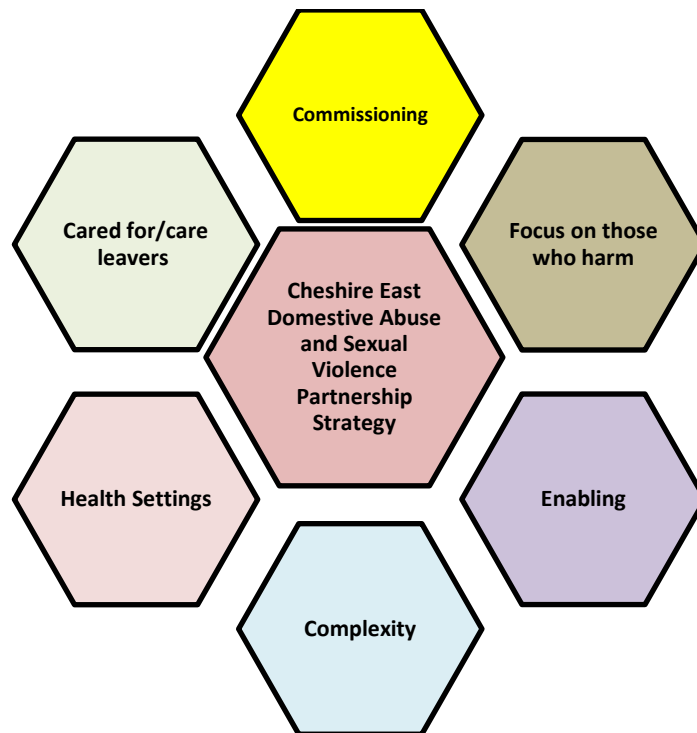 Commissioning
Cared for/care
leavers
Focus on those
who harm
Cheshire East
Domestive Abuse
and Sexual
Violence
Partnership
Strategy
Health Settings
Enabling
Complexity